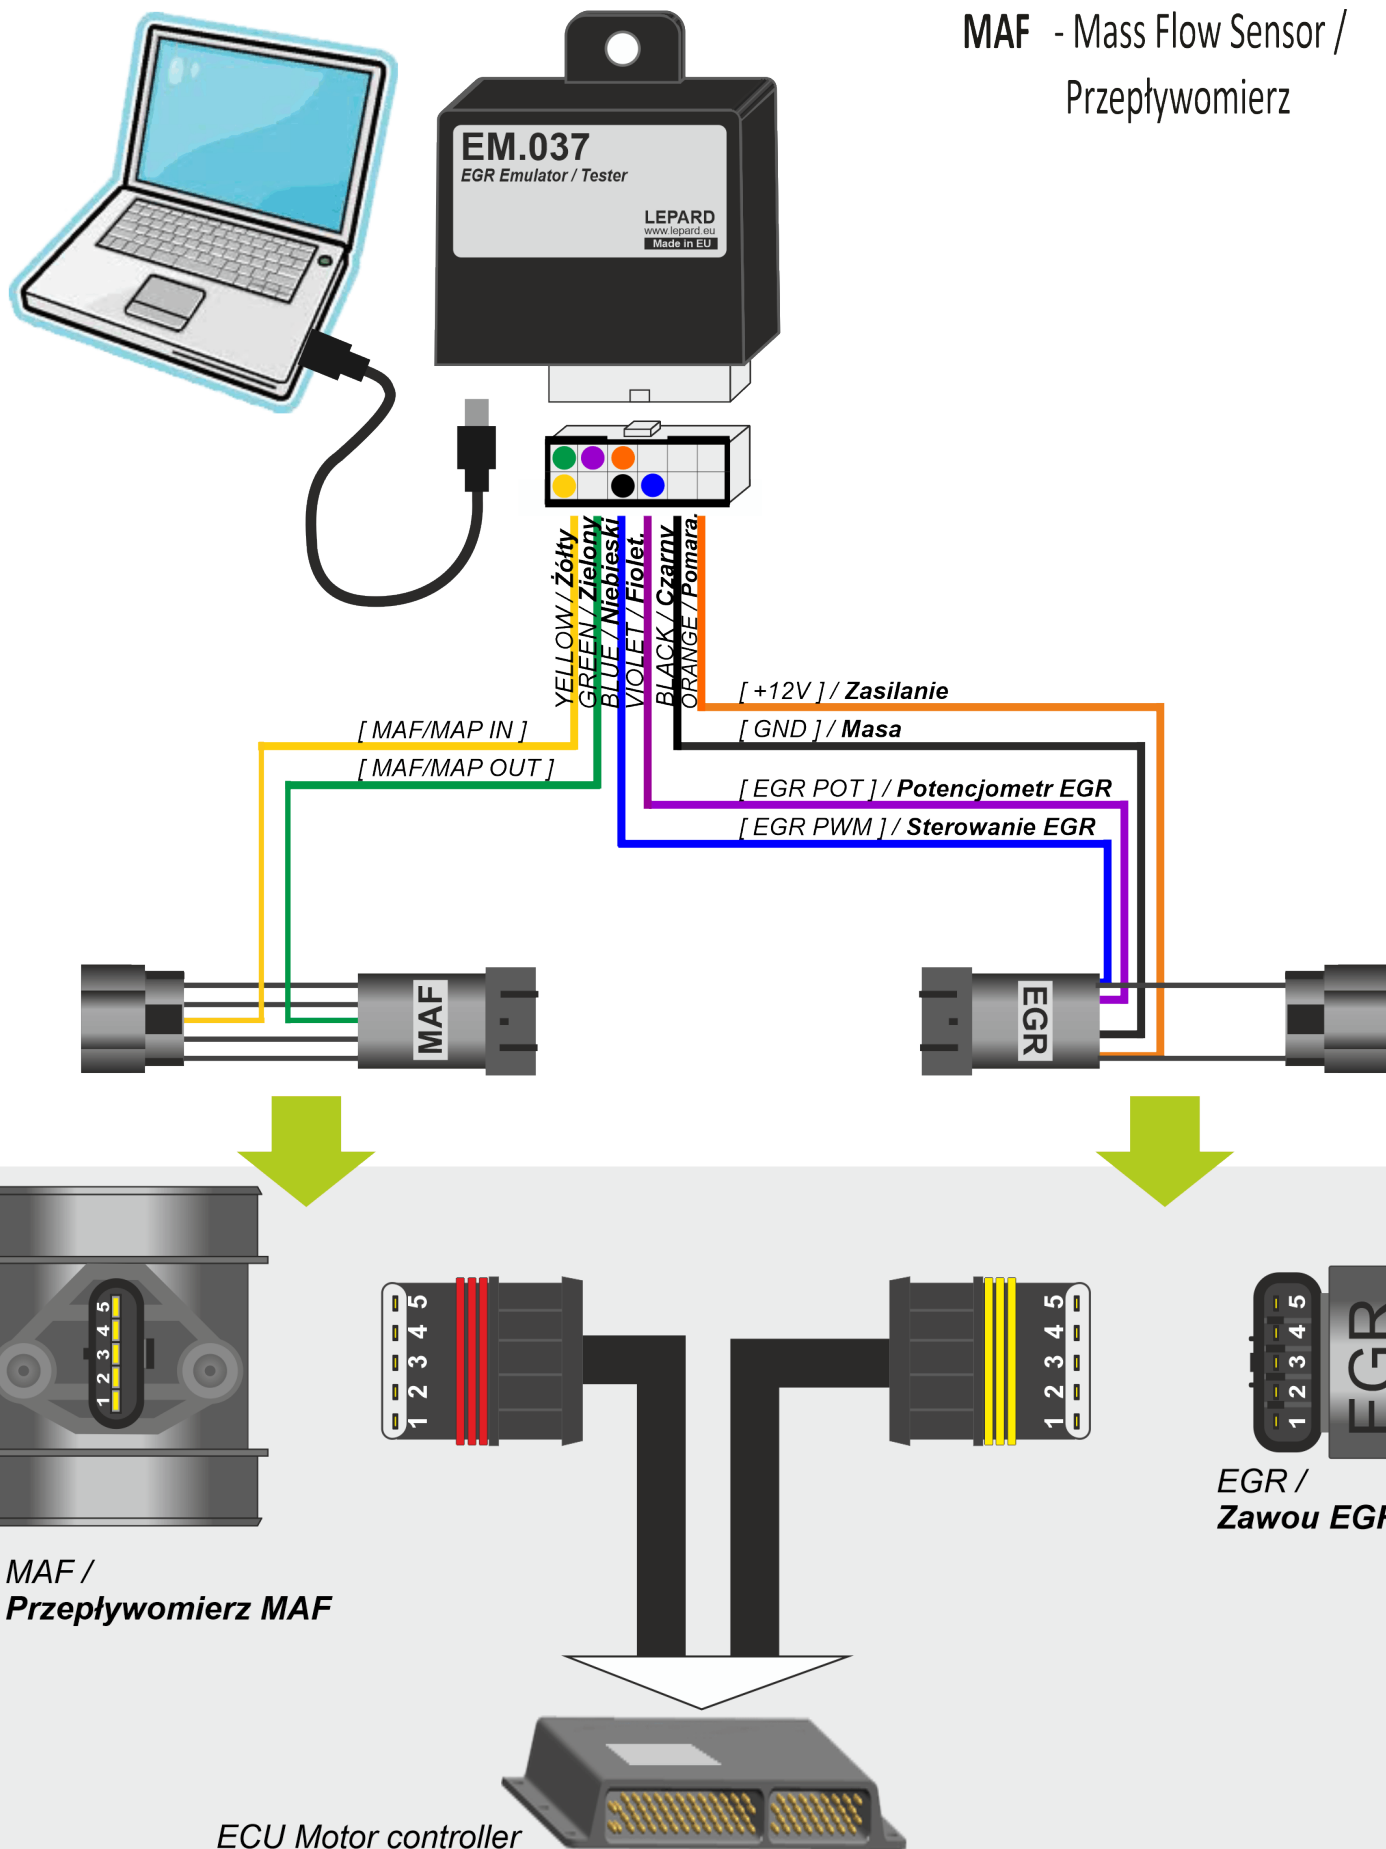 MAF - Mass Flow Sensor /
Przepływomierz
EM.037
EGR Emulator / Tester
LEPARD
www.lepard.eu
Made in EU
YELLOW / Żółty
GREEN / Zielony
BLUE / Niebieski
VIOLET / Fiolet.
BLACK / Czarny
ORANGE / Pomara.
[ +12V ] / Zasilanie
[ MAF/MAP IN ]
[ GND ] / Masa
[ MAF/MAP OUT ]
[ EGR POT ] / Potencjometr EGR
[ EGR PWM ] / Sterowanie EGR
MAF
EGR
1 2 3 4 5
1 2 3 4 5
1 2 3 4 5
1 2 3 4 5
EGR
EGR /
Zawou EGR
MAF /
Przepływomierz MAF
ECU Motor controller